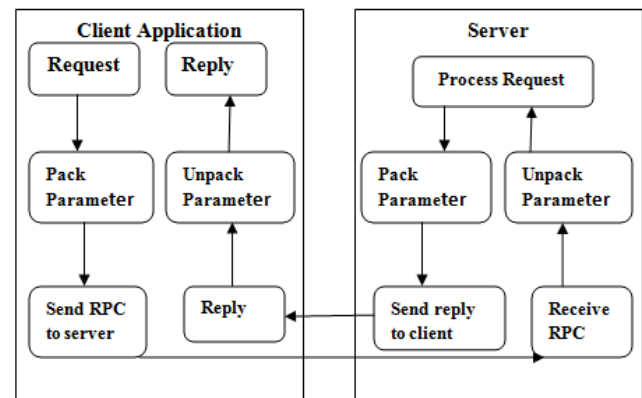 Client Application
Request
Reply
Pack
Parameter
Unpack
Parameter
Send RPC
to server
Reply
Server
Process Request
Pack
Parameter
Unpack
Parameter
Send reply
to client
Receive
RPC